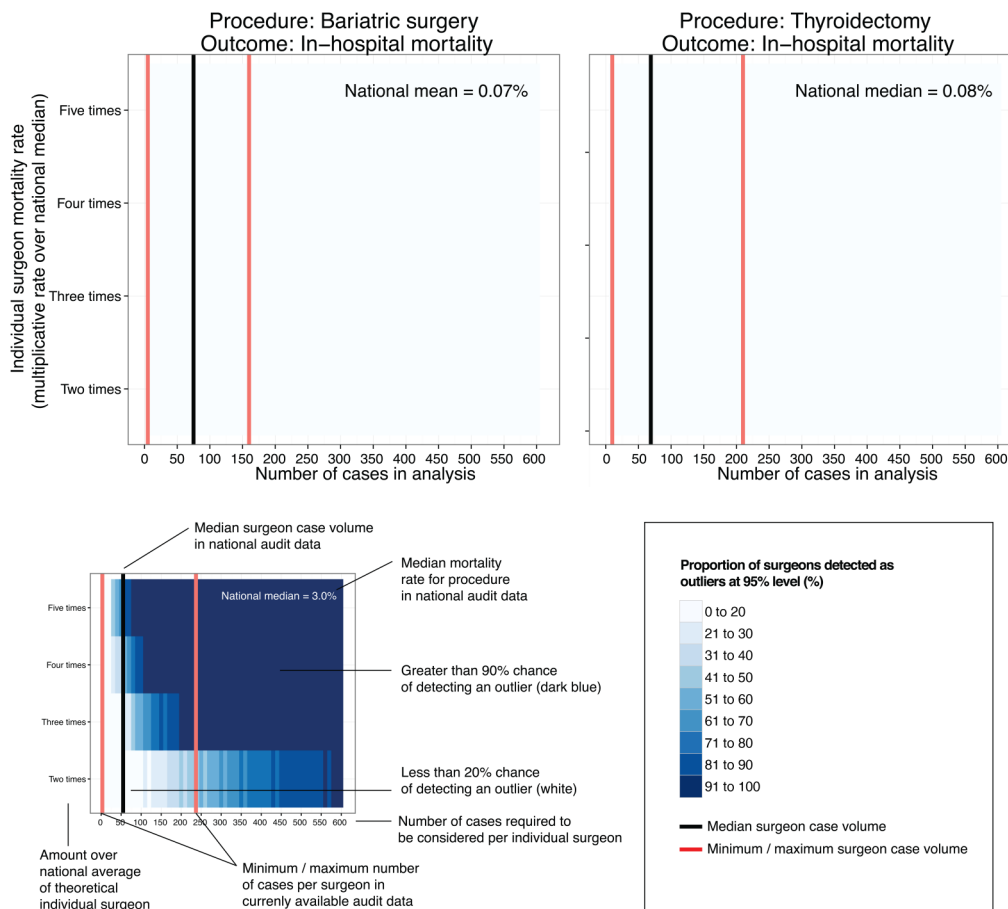 Procedure: Bariatric surgery
Outcome: In−hospital mortality
National mean = 0.07%
Individual surgeon mortality rate
(multiplicative rate over national median)
Five times
Four times
Three times
Two times
0 50 100 150 200 250 300 350 400 450 500 550 600
Number of cases in analysis
Procedure: Thyroidectomy
Outcome: In−hospital mortality
National median = 0.08%
0 50 100 150 200 250 300 350 400 450 500 550 600
Number of cases in analysis
Median surgeon case volume
in national audit data
Median mortality
rate for procedure
in national audit data
National median = 3.0%
Five times
Four times
Three times
Two times
Greater than 90% chance
of detecting an outlier (dark blue)
Less than 20% chance
of detecting an outlier (white)
0 50 100 150 200 250 300 350 400 450 500 550 600
Number of cases required to
be considered per individual surgeon
Amount over
national average
of theoretical
individual surgeon
Minimum / maximum number
of cases per surgeon in
currently available audit data
Proportion of surgeons detected as
outliers at 95% level (%)
0 to 20
21 to 30
31 to 40
41 to 50
51 to 60
61 to 70
71 to 80
81 to 90
91 to 100
Median surgeon case volume
Minimum / maximum surgeon case volume